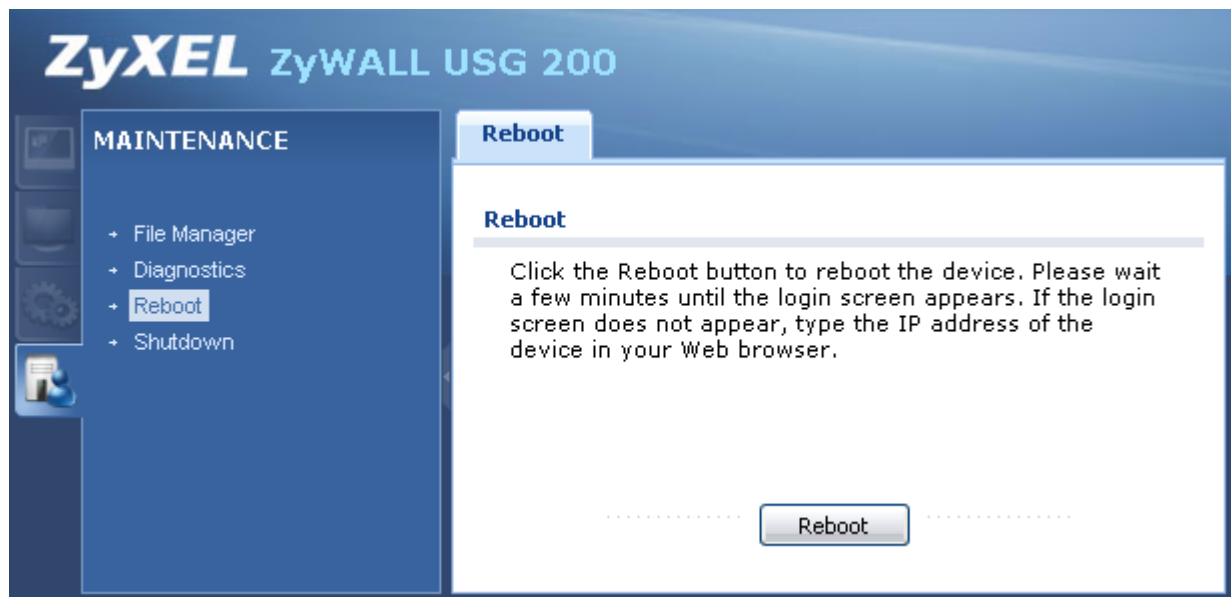 ZyXEL ZyWALL USG 200
MAINTENANCE
File Manager
Diagnostics
Reboot
Shutdown
Reboot
Reboot
Click the Reboot button to reboot the device. Please wait
a few minutes until the login screen appears. If the login
screen does not appear, type the IP address of the
device in your Web browser.
Reboot